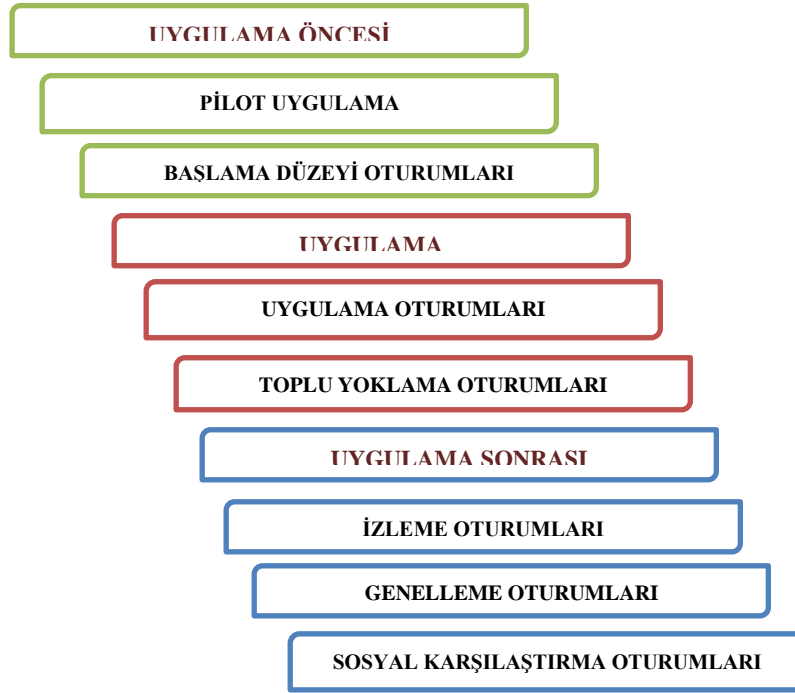 UYGULAMA ÖNCESİ
PİLOT UYGULAMA
BAŞLAMA DÜZEYİ OTURUMLARI
UYGULAMA
UYGULAMA OTURUMLARI
TOPLU YOKLAMA OTURUMLARI
UYGULAMA SONRASI
İZLEME OTURUMLARI
GENELLEME OTURUMLARI
SOSYAL KARŞILAŞTIRMA OTURUMLARI